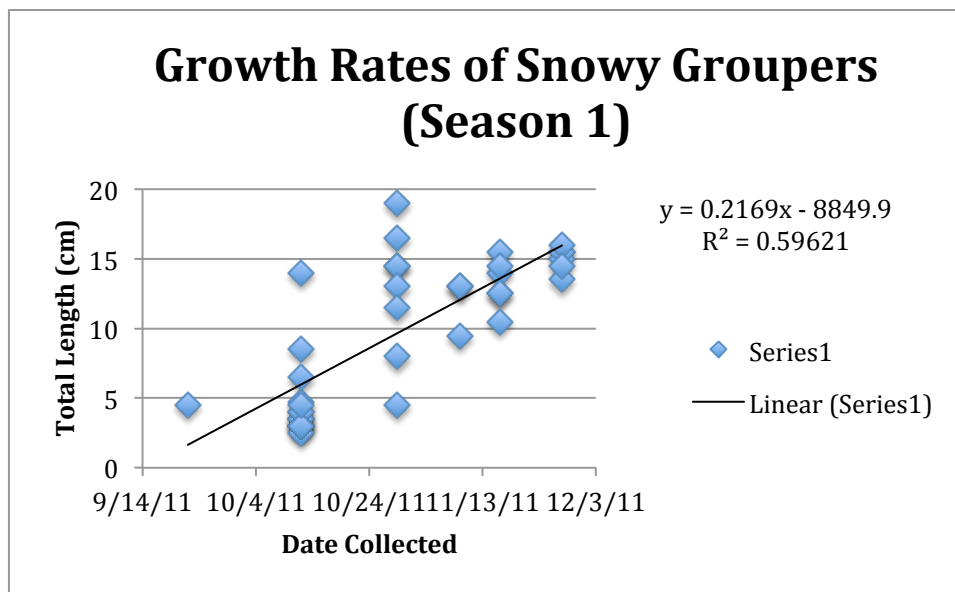 Growth Rates of Snowy Groupers
(Season 1)
Total Length (cm)
20
15
10
5
0
9/14/11 10/4/11 10/24/11 11/13/11 12/3/11
Date Collected
y = 0.2169x - 8849.9
R² = 0.59621
Series1
Linear (Series1)